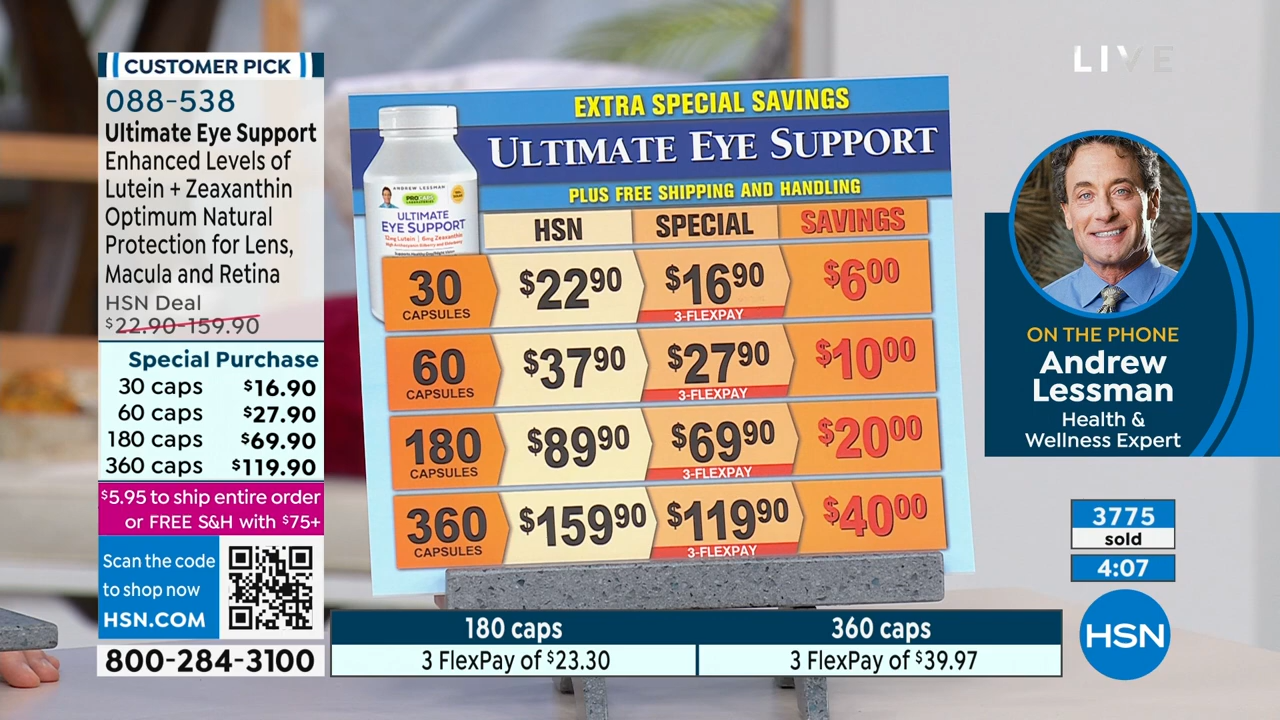 CUSTOMER PICK
088-538
Ultimate Eye Support
Enhanced Levels of
Lutein + Zeaxanthin
Optimum Natural
Protection for Lens,
Macula and Retina
HSN Deal
$22.90-159.90
Special Purchase
30 caps $16.90
60 caps $27.90
180 caps $69.90
360 caps $119.90
$5.95 to ship entire order
or FREE S&H with $75+
Scan the code
to shop now
HSN.COM
800-284-3100
EXTRA SPECIAL SAVINGS
ULTIMATE EYE SUPPORT
PLUS FREE SHIPPING AND HANDLING
HSN SPECIAL SAVINGS
30 CAPSULES $22.90 $16.90 3-FLEXPAY $6.00
60 CAPSULES $37.90 $27.90 3-FLEXPAY $10.00
180 CAPSULES $89.90 $69.90 3-FLEXPAY $20.00
360 CAPSULES $159.90 $119.90 3-FLEXPAY $40.00
ANDREW LESSMAN
PROCAPS
LABORATORIES
ULTIMATE
EYE SUPPORT
12mg Lutein | 6mg Zeaxanthin
180 caps 360 caps
3 FlexPay of $23.30 3 FlexPay of $39.97
LIVE
ON THE PHONE
Andrew
Lessman
Health &
Wellness Expert
3775
sold
4:07
HSN